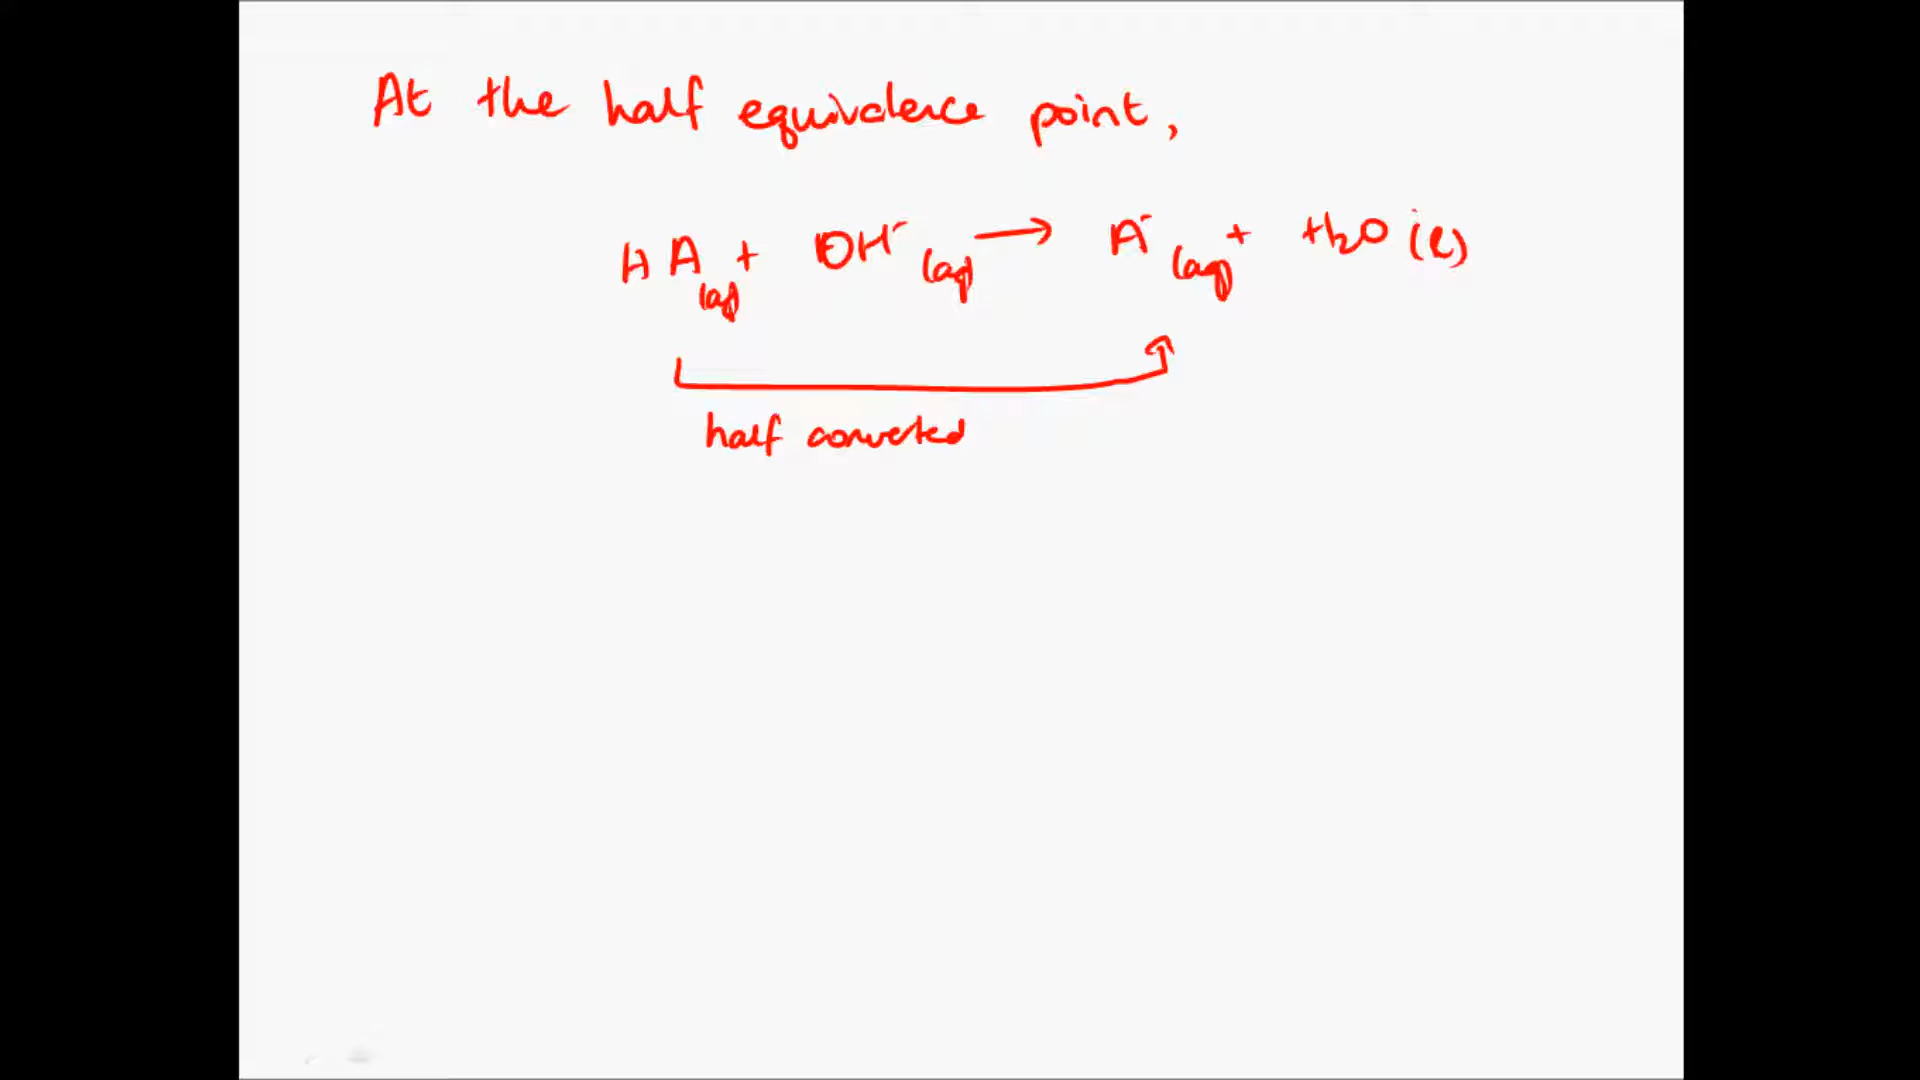 At the half equivalence point,
HA(aq) + OH⁻(aq) → A⁻(aq) + H2O(l)
half converted